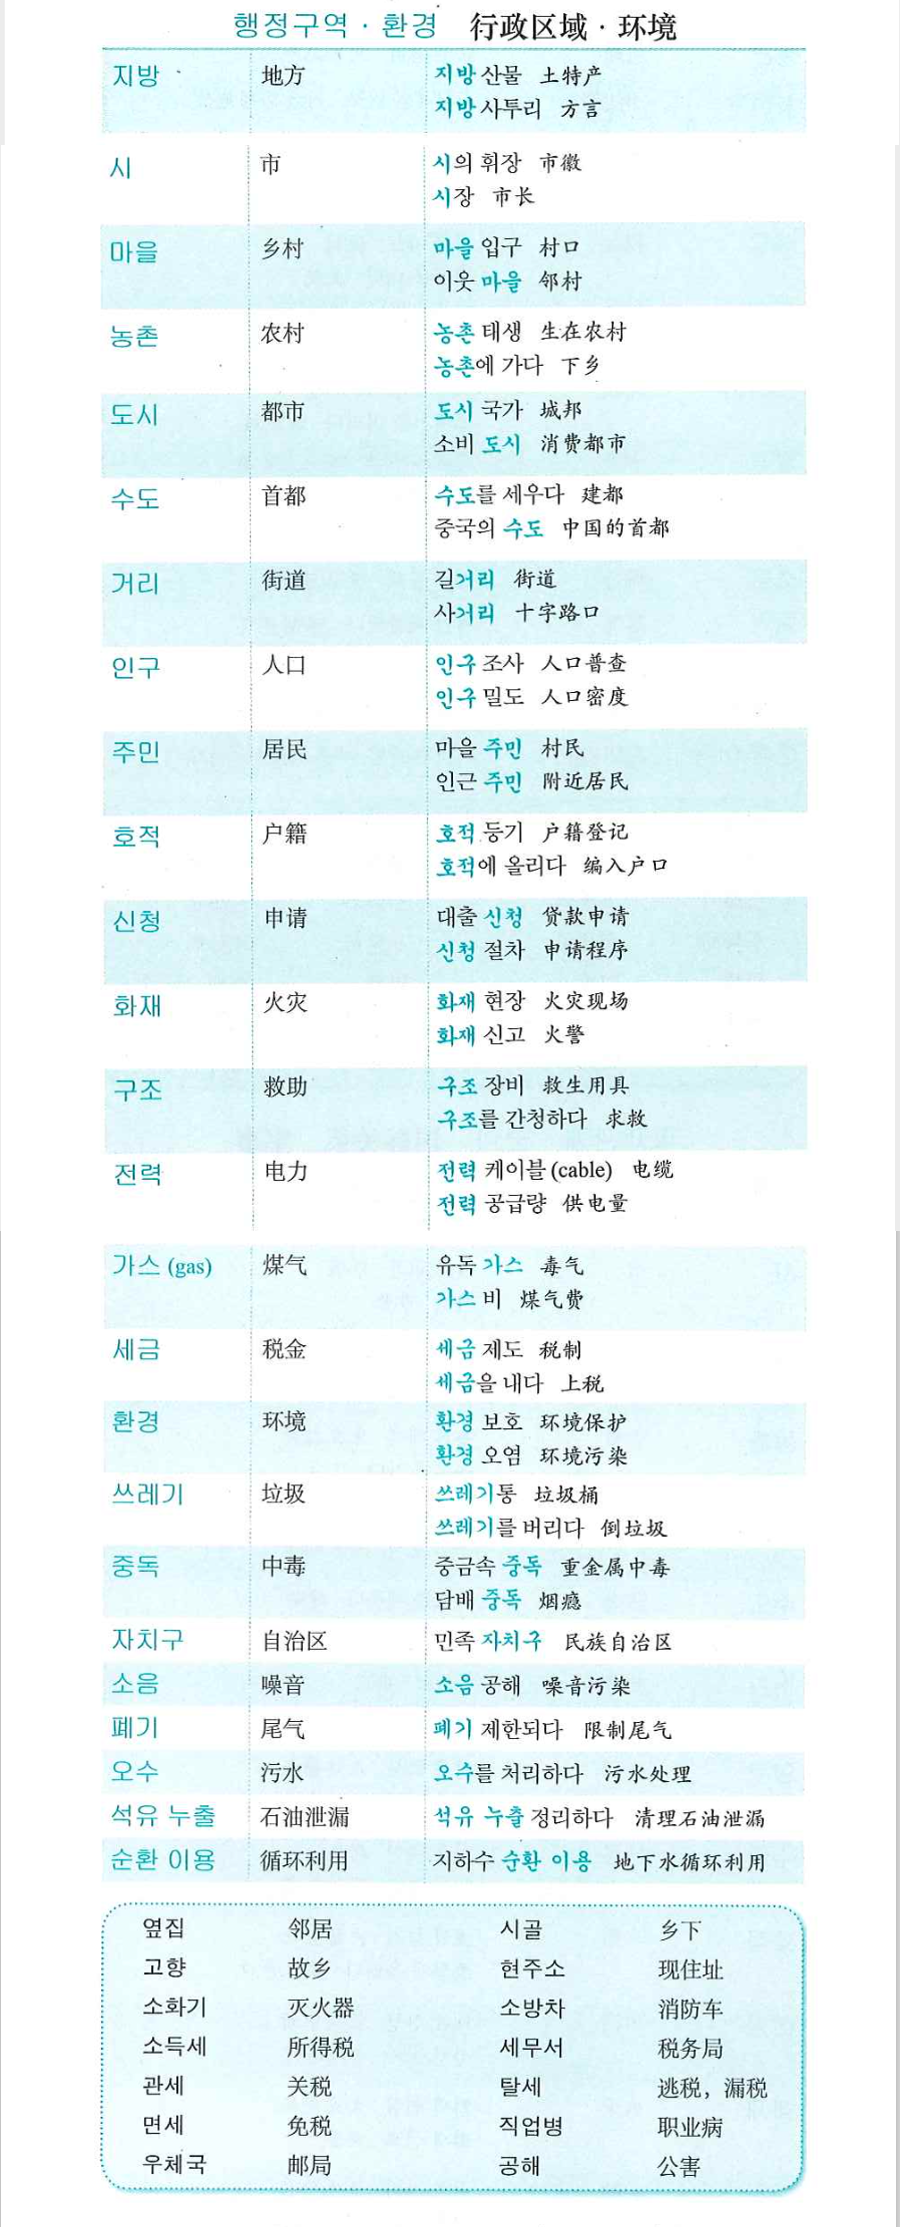 행정구역 · 환경 行政区域 · 环境
지방 地方 지방 산물 土特产
지방 사투리 方言
시 市 시의 휘장 市徽
시장 市长
마을 乡村 마을 입구 村口
이웃 마을 邻村
농촌 农村 농촌 태생 生在农村
농촌에 가다 下乡
도시 都市 도시 국가 城邦
소비 도시 消费都市
수도 首都 수도를 세우다 建都
중국의 수도 中国的首都
거리 街道 길거리 街道
사거리 十字路口
인구 人口 인구 조사 人口普查
인구 밀도 人口密度
주민 居民 마을 주민 村民
인근 주민 附近居民
호적 户籍 호적 등기 户籍登记
호적에 올리다 编入户口
신청 申请 대출 신청 贷款申请
신청 절차 申请程序
화재 火灾 화재 현장 火灾现场
화재 신고 火警
구조 救助 구조 장비 救生用具
구조를 간청하다 求救
전력 电力 전력 케이블 (cable) 电缆
전력 공급량 供电量
가스 (gas) 煤气 유독 가스 毒气
가스 비 煤气费
세금 税金 세금 제도 税制
세금을 내다 上税
환경 环境 환경 보호 环境保护
환경 오염 环境污染
쓰레기 垃圾 쓰레기통 垃圾桶
쓰레기를 버리다 倒垃圾
중독 中毒 중금속 중독 重金属中毒
담배 중독 烟瘾
자치구 自治区 민족 자치구 民族自治区
소음 噪音 소음 공해 噪音污染
폐기 尾气 폐기 제한되다 限制尾气
오수 污水 오수를 처리하다 污水处理
석유 누출 石油泄漏 석유 누출 정리하다 清理石油泄漏
순환 이용 循环利用 지하수 순환 이용 地下水循环利用
옆집 邻居 시골 乡下
고향 故乡 현주소 现住址
소화기 灭火器 소방차 消防车
소득세 所得税 세무서 税务局
관세 关税 탈세 逃税，漏税
면세 免税 직업병 职业病
우체국 邮局 공해 公害